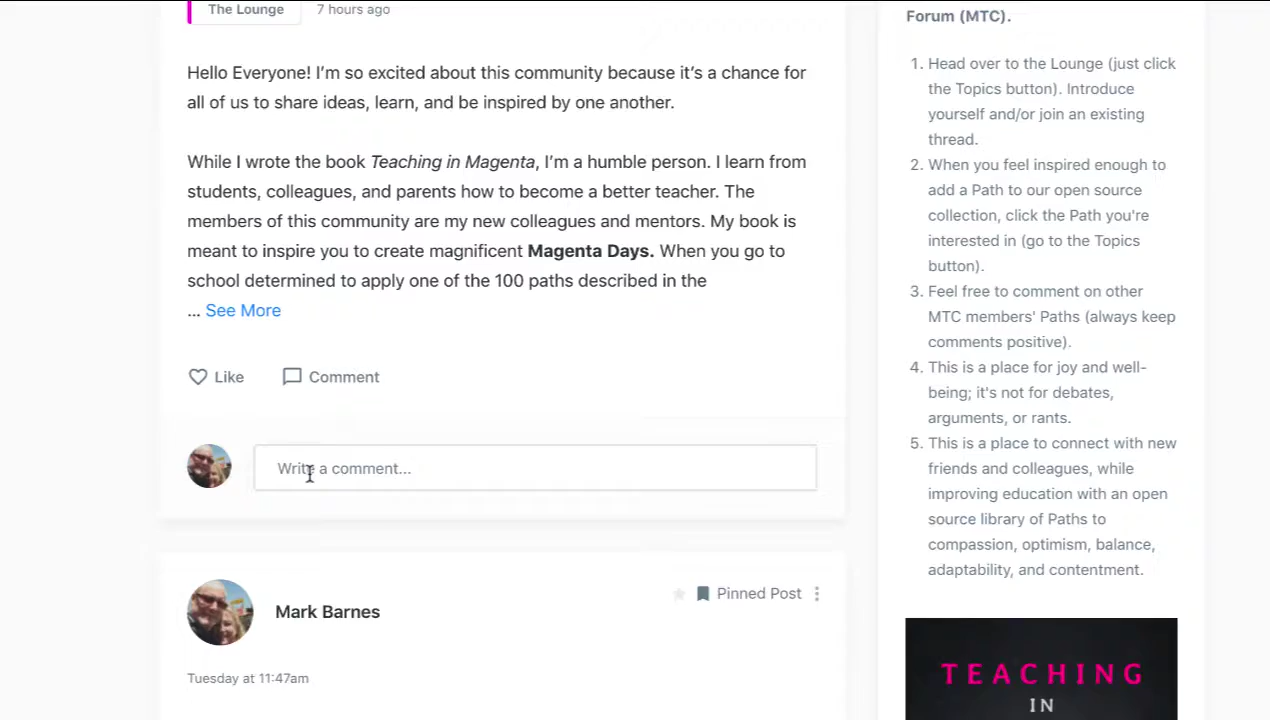 The Lounge
7 hours ago
Hello Everyone! I'm so excited about this community because it's a chance for
all of us to share ideas, learn, and be inspired by one another.
While I wrote the book Teaching in Magenta, I'm a humble person. I learn from
students, colleagues, and parents how to become a better teacher. The
members of this community are my new colleagues and mentors. My book is
meant to inspire you to create magnificent Magenta Days. When you go to
school determined to apply one of the 100 paths described in the
... See More
Like
Comment
Write a comment...
Mark Barnes
Pinned Post
Tuesday at 11:47am
Forum (MTC).
1. Head over to the Lounge (just click
the Topics button). Introduce
yourself and/or join an existing
thread.
2. When you feel inspired enough to
add a Path to our open source
collection, click the Path you're
interested in (go to the Topics
button).
3. Feel free to comment on other
MTC members' Paths (always keep
comments positive).
4. This is a place for joy and well-
being; it's not for debates,
arguments, or rants.
5. This is a place to connect with new
friends and colleagues, while
improving education with an open
source library of Paths to
compassion, optimism, balance,
adaptability, and contentment.
TEACHING
IN